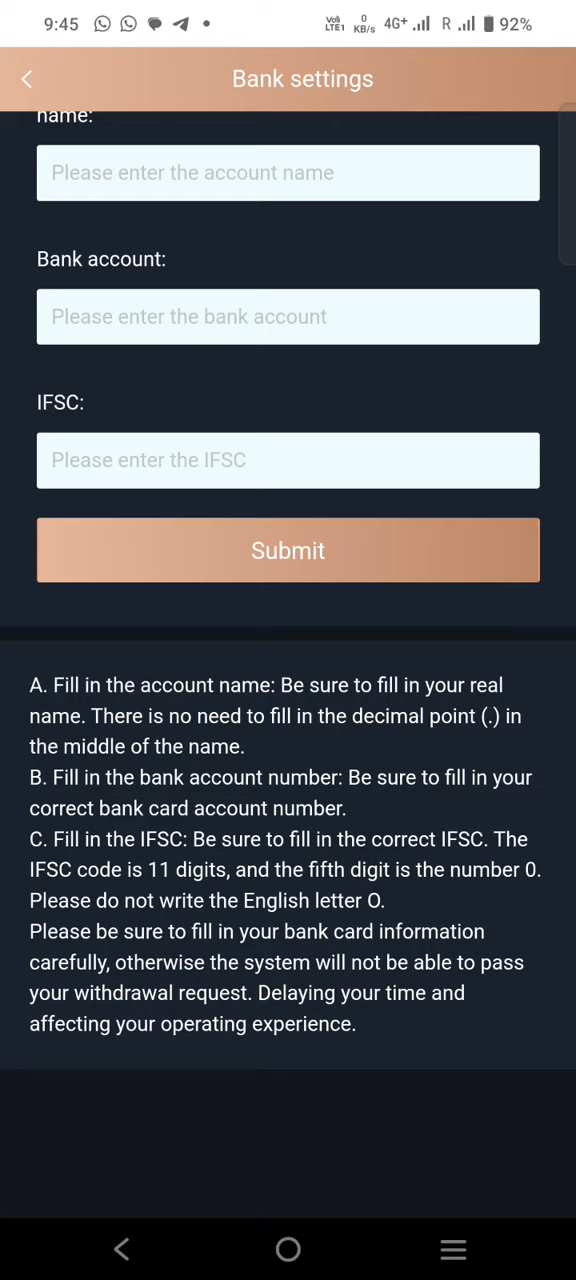 9:45
Vo)
LTE1
0
KB/s
4G+
R
92%
Bank settings
name:
Please enter the account name
Bank account:
Please enter the bank account
IFSC:
Please enter the IFSC
Submit
A. Fill in the account name: Be sure to fill in your real
name. There is no need to fill in the decimal point (.) in
the middle of the name.
B. Fill in the bank account number: Be sure to fill in your
correct bank card account number.
C. Fill in the IFSC: Be sure to fill in the correct IFSC. The
IFSC code is 11 digits, and the fifth digit is the number 0.
Please do not write the English letter O.
Please be sure to fill in your bank card information
carefully, otherwise the system will not be able to pass
your withdrawal request. Delaying your time and
affecting your operating experience.